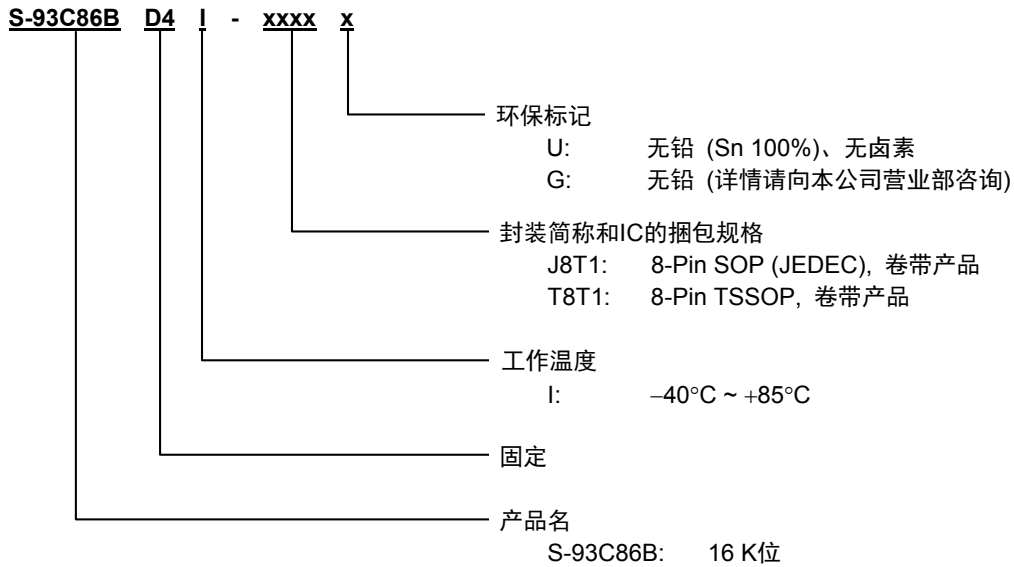 S-93C86B D4 I - xxxx x
环保标记
U: 无铅 (Sn 100%)、无卤素
G: 无铅 (详情请向本公司营业部咨询)
封装简称和IC的捆包规格
J8T1: 8-Pin SOP (JEDEC), 卷带产品
T8T1: 8-Pin TSSOP, 卷带产品
工作温度
I: −40°C ~ +85°C
固定
产品名
S-93C86B: 16 K位